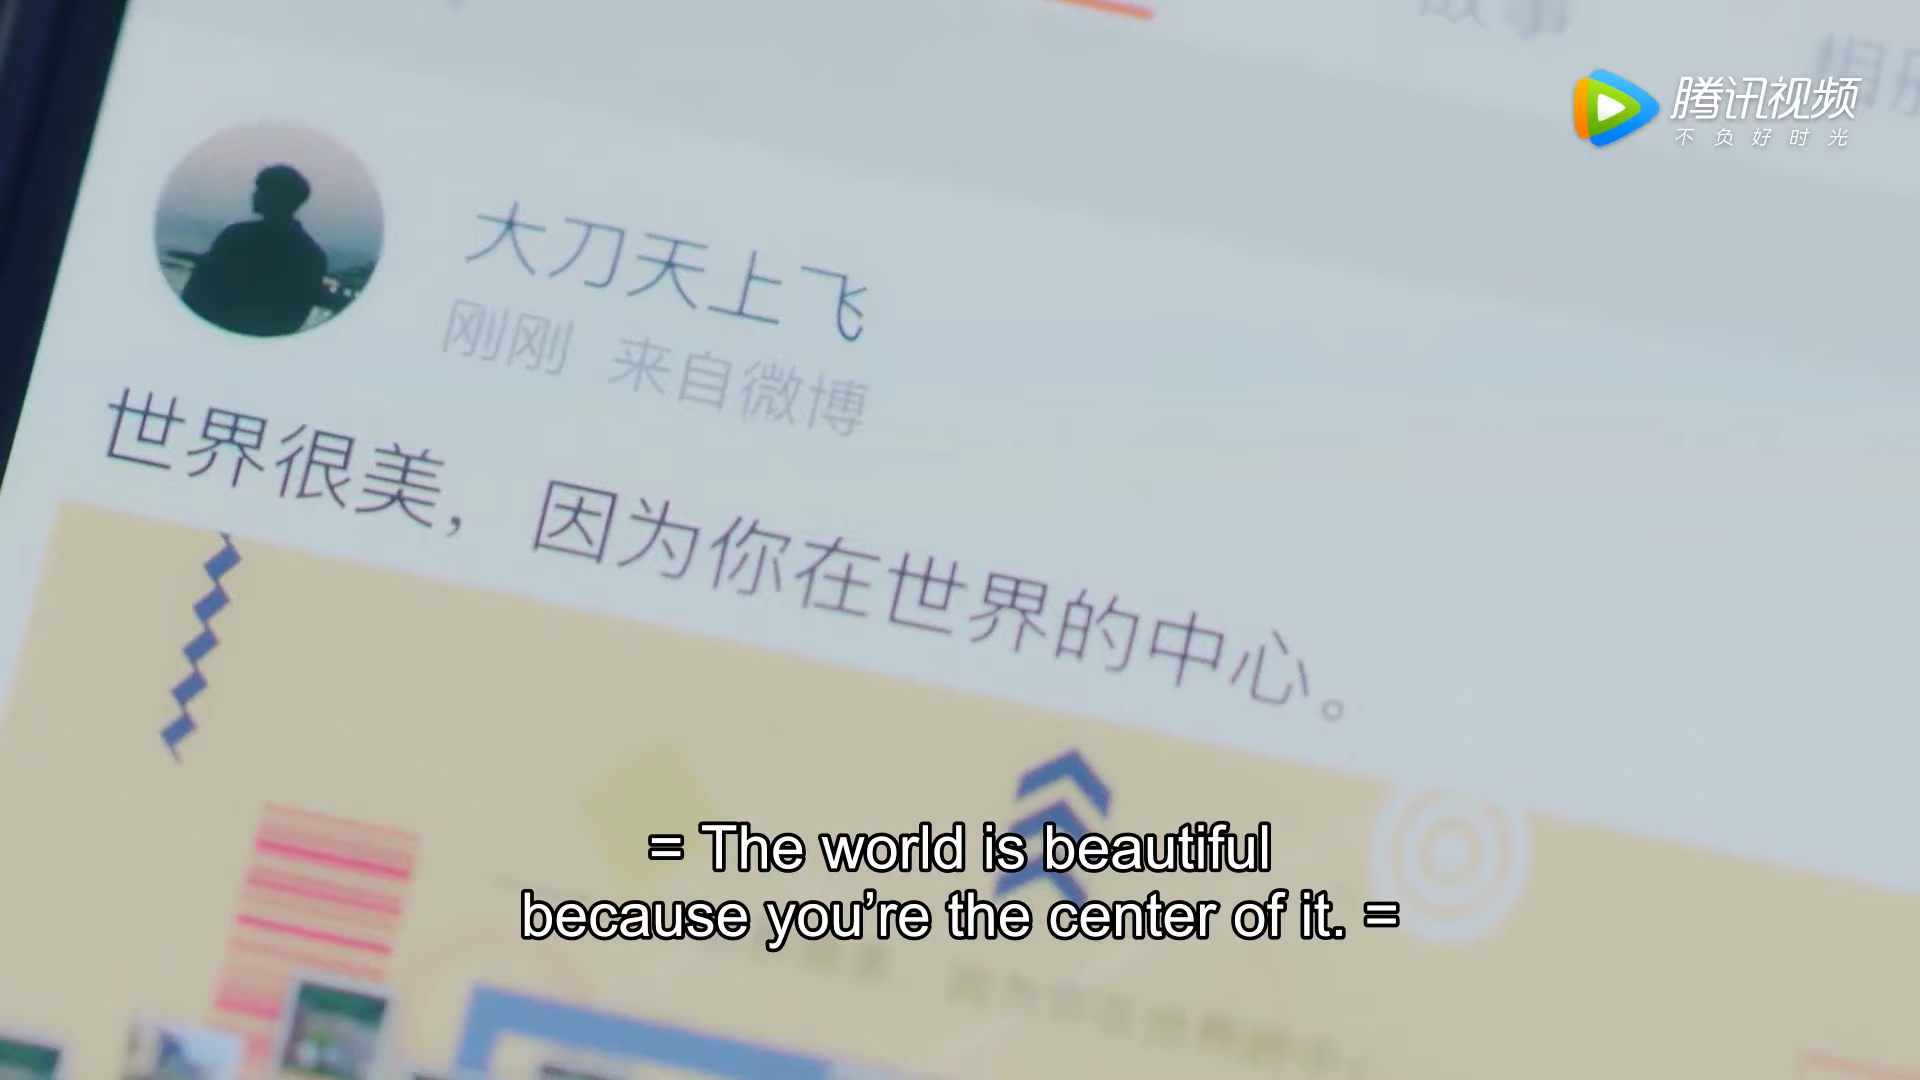 故事
腾讯视频
不负好时光
大刀天上飞
刚刚 来自微博
世界很美，因为你在世界的中心。
= The world is beautiful
because you're the center of it. =